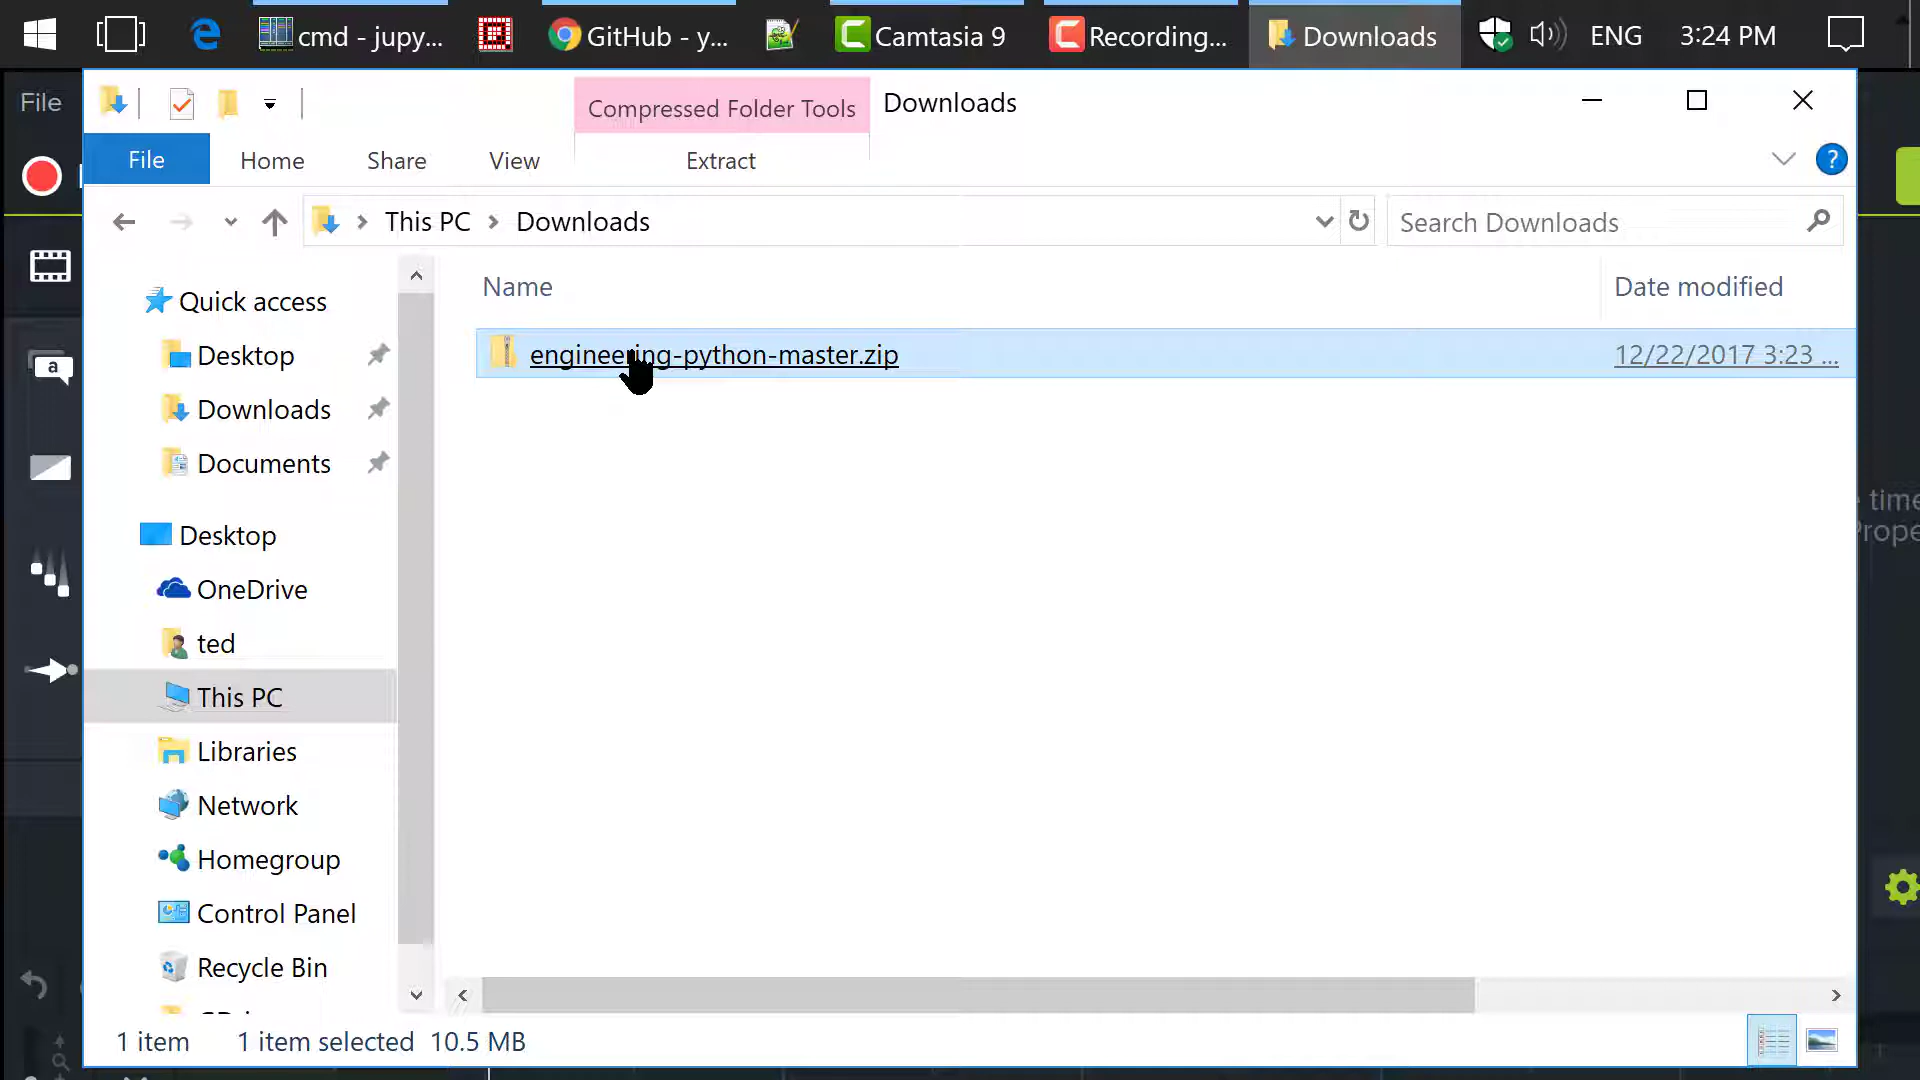 cmd - jupy...
GitHub - y...
Camtasia 9
Recording...
Downloads
ENG
3:24 PM
File
Compressed Folder Tools
Downloads
File
Home
Share
View
Extract
?
This PC
Downloads
Search Downloads
Name
Date modified
Quick access
engineering-python-master.zip
12/22/2017 3:23 ...
Desktop
a
Downloads
Documents
Desktop
OneDrive
ted
This PC
Libraries
Network
Homegroup
Control Panel
Recycle Bin
1 item
1 item selected
10.5 MB